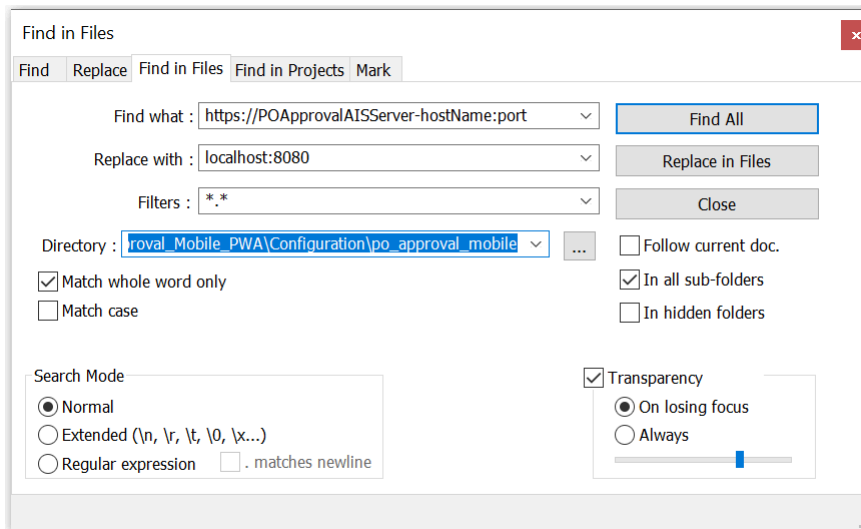 Find in Files
x
Find Replace Find in Files Find in Projects Mark
Find what : https://POApprovalAISServer-hostName:port Find All
Replace with : localhost:8080 Replace in Files
Filters : *.* Close
Directory : roval_Mobile_PWA\Configuration\po_approval_mobile ... Follow current doc.
Match whole word only In all sub-folders
Match case In hidden folders
Search Mode Transparency
Normal On losing focus
Extended (\n, \r, \t, \0, \x...) Always
Regular expression . matches newline